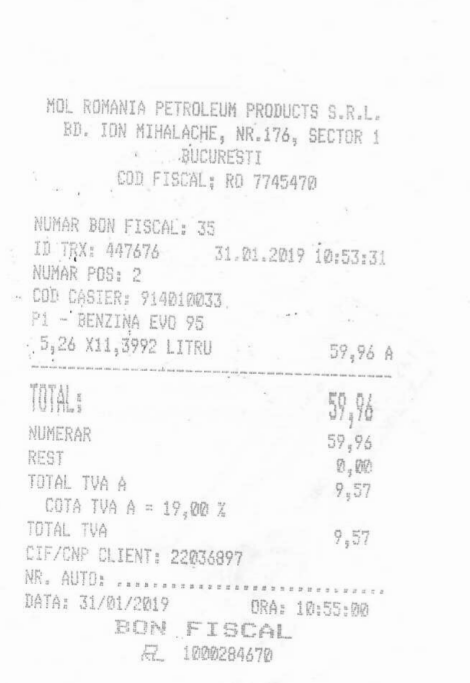 MOL ROMANIA PETROLEUM PRODUCTS S.R.L.
BD. ION MIHALACHE, NR.176, SECTOR 1
BUCURESTI
COD FISCAL: RO 7745470
NUMAR BON FISCAL: 35
ID TRX: 447676 31.01.2019 10:53:31
NUMAR POS: 2
COD CASIER: 914010033
P1 - BENZINA EVO 95
5,26 X11,3992 LITRU 59,96 A
TOTAL: 59,96
NUMERAR 59,96
REST 0,00
TOTAL TVA A 9,57
COTA TVA A = 19,00 %
TOTAL TVA 9,57
CIF/CNP CLIENT: 22036897
NR. AUTO: ................................
DATA: 31/01/2019 ORA: 10:55:00
BON FISCAL
1000284670